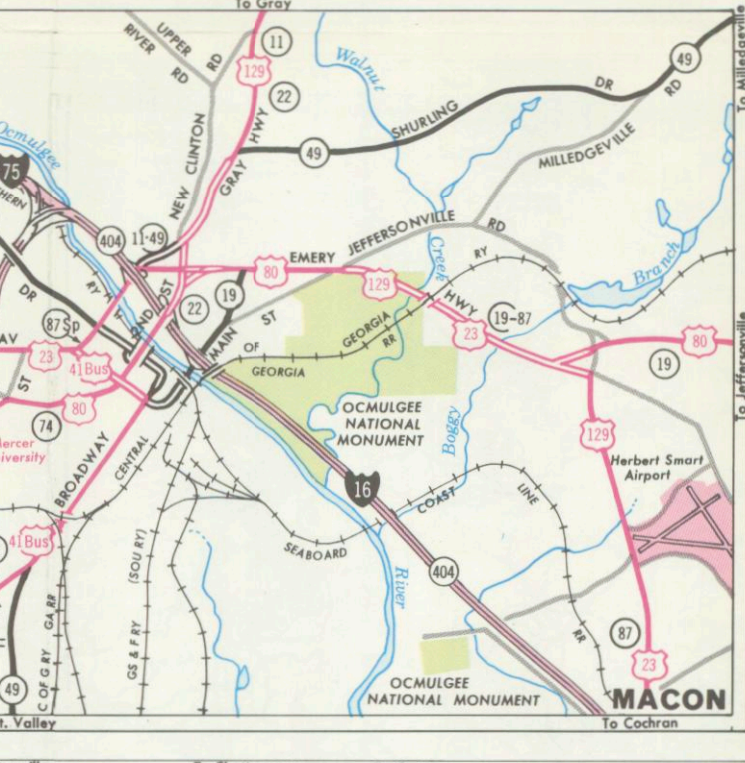 To Gray
UPPER
RIVER RD
RD
11
129
22
Walnut
49
DR
RD
To Milledgeville
SHURLING
MILLEDGEVILLE
49
Ocmulgee
75
NEW CLINTON
GRAY HWY
404
11-49
JEFFERSONVILLE RD
EMERY
80
129
Creek
RY
Branch
DR
RY
22
19
MAIN
ST
87Sp
AV
23
41Bus
ST
80
74
OF
GEORGIA
GEORGIA
RR
HWY
23
19-87
80
19
To Jeffersonville
OCMULGEE
NATIONAL
MONUMENT
Boggy
129
Herbert Smart
Airport
BROADWAY
CENTRAL
16
COAST
LINE
SEABOARD
41Bus
River
404
RR
87
23
(SOU RY)
GS & F RY
GA RR
C OF G RY
49
OCMULGEE
NATIONAL MONUMENT
MACON
t. Valley
To Cochran